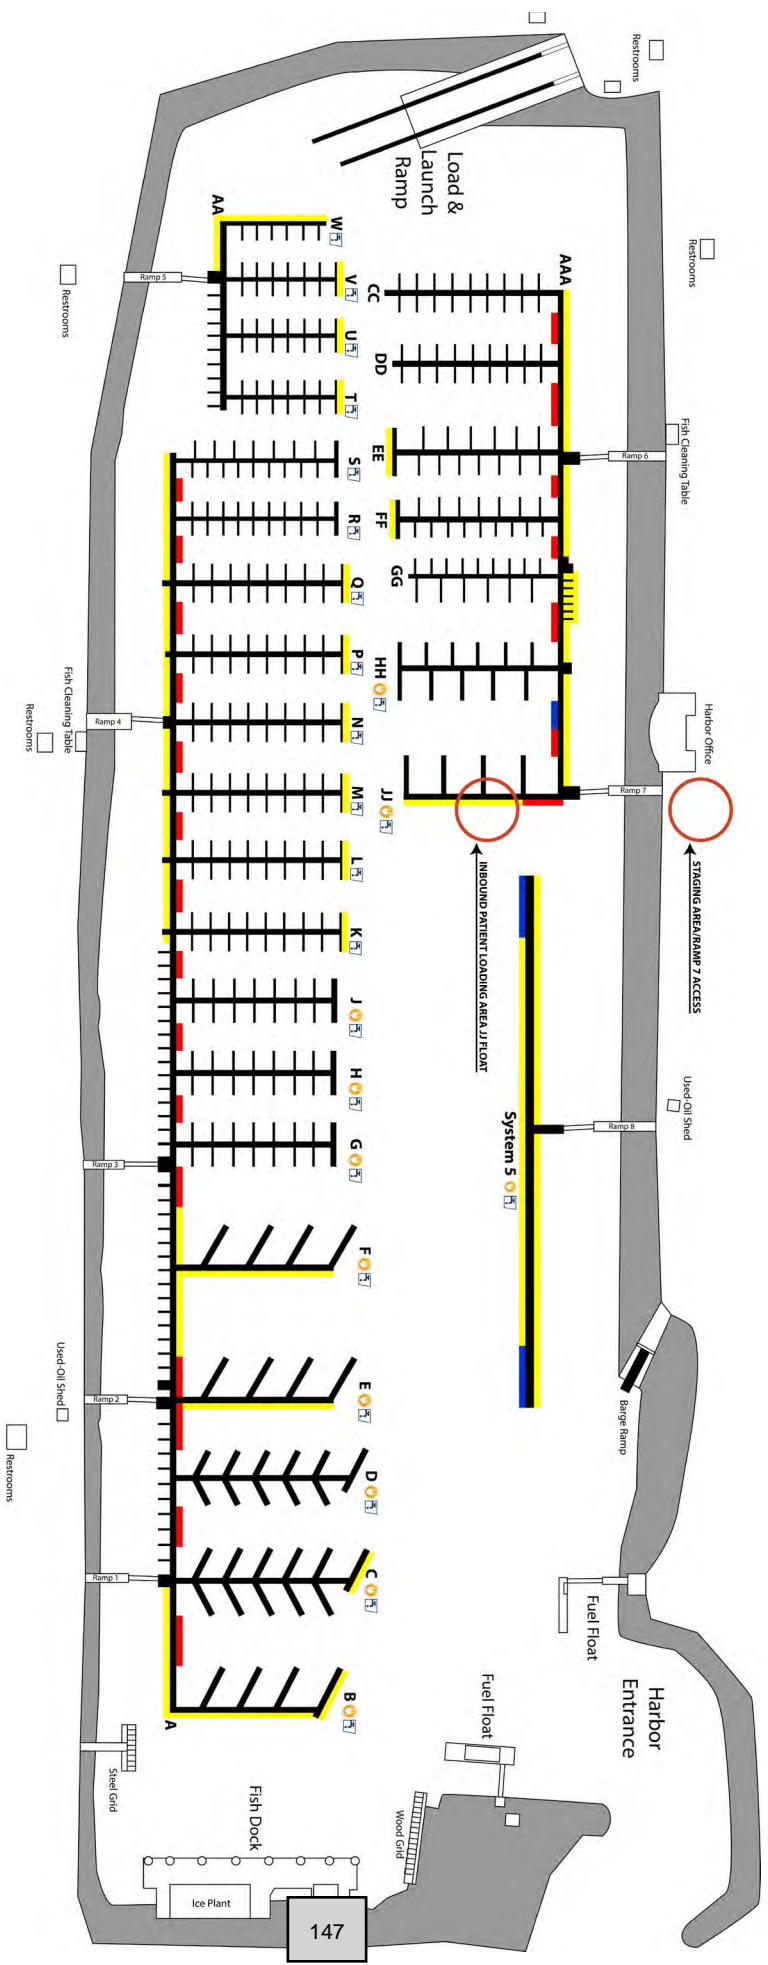 Restrooms
Load &
Launch
Ramp
Restrooms
AA
W
AAA
V
CC
Ramp 5
Restrooms
U
DD
T
Fish Cleaning Table
EE
Ramp 6
S
R
FF
Q
GG
P
HH
Fish Cleaning Table
Restrooms
Ramp 4
N
Harbor Office
M
JJ
Ramp 7
L
INBOUND PATIENT LOADING AREA JJ FLOAT
STAGING AREA/RAMP 7 ACCESS
K
J
H
Used-Oil Shed
Ramp 8
G
System 5
Ramp 3
F
E
Used-Oil Shed
Ramp 2
Barge Ramp
Restrooms
D
C
Ramp 1
Fuel Float
B
A
Harbor
Entrance
Fuel Float
Steel Grid
Fish Dock
Wood Grid
Ice Plant
147